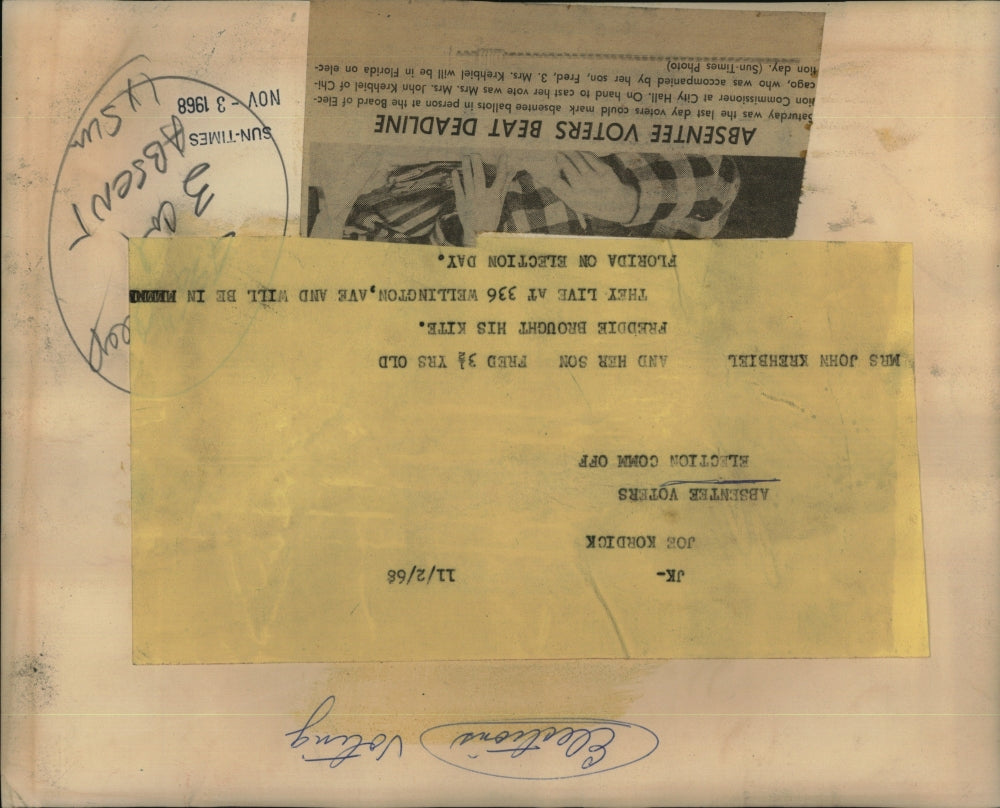 Elections Voting
JK- 11/2/68
JOE KORDICK
ABSENTEE VOTERS
ELECTION COMM OFF
MRS JOHN KREHBIEL AND HER SON FRED 3½ YRS OLD
FREDDIE BROUGHT HIS KITE.
THEY LIVE AT 336 WELLINGTON,AVE AND WILL BE IN
FLORIDA ON ELECTION DAY.
ABSENTEE VOTERS BEAT DEADLINE
Saturday was the last day voters could mark absentee ballots in person at the Board of Elec-
tion Commissioner at City Hall. On hand to cast her vote was Mrs. Mrs. John Krehbiel of Chi-
cago, who was accompanied by her son, Fred, 3. Mrs. Krehbiel will be in Florida on elec-
tion day. (Sun-Times Photo)
SUN-TIMES
NOV - 3 1968
3
ABSENT
Sun